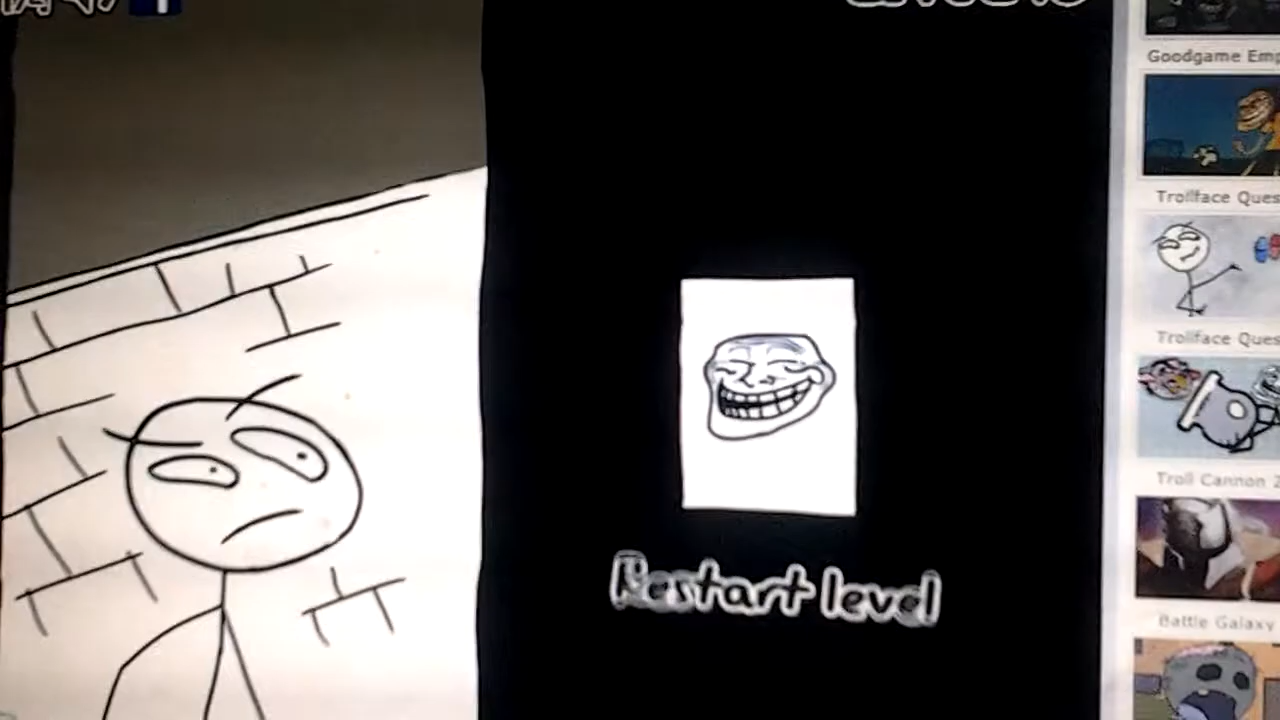 Goodgame Emp
Trollface Ques
Trollface Ques
Troll Cannon 2
Restart level
Battle Galaxy